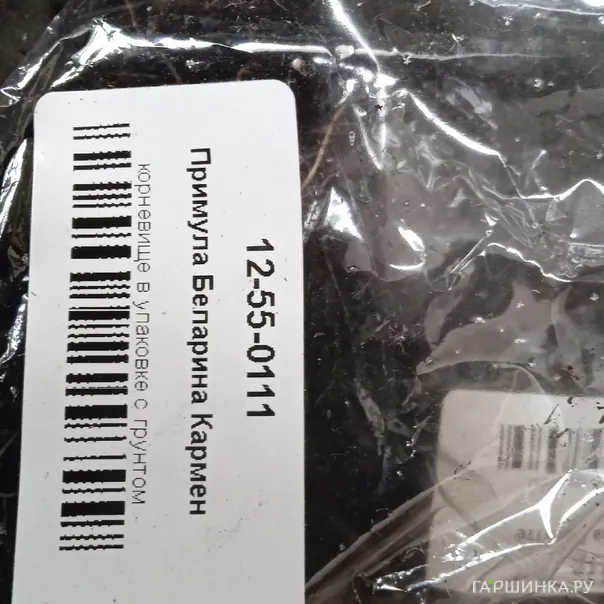 12-55-0111
Примула Беларина Кармен
корневище в упаковке с грунтом
ГАРШИНКА.РУ